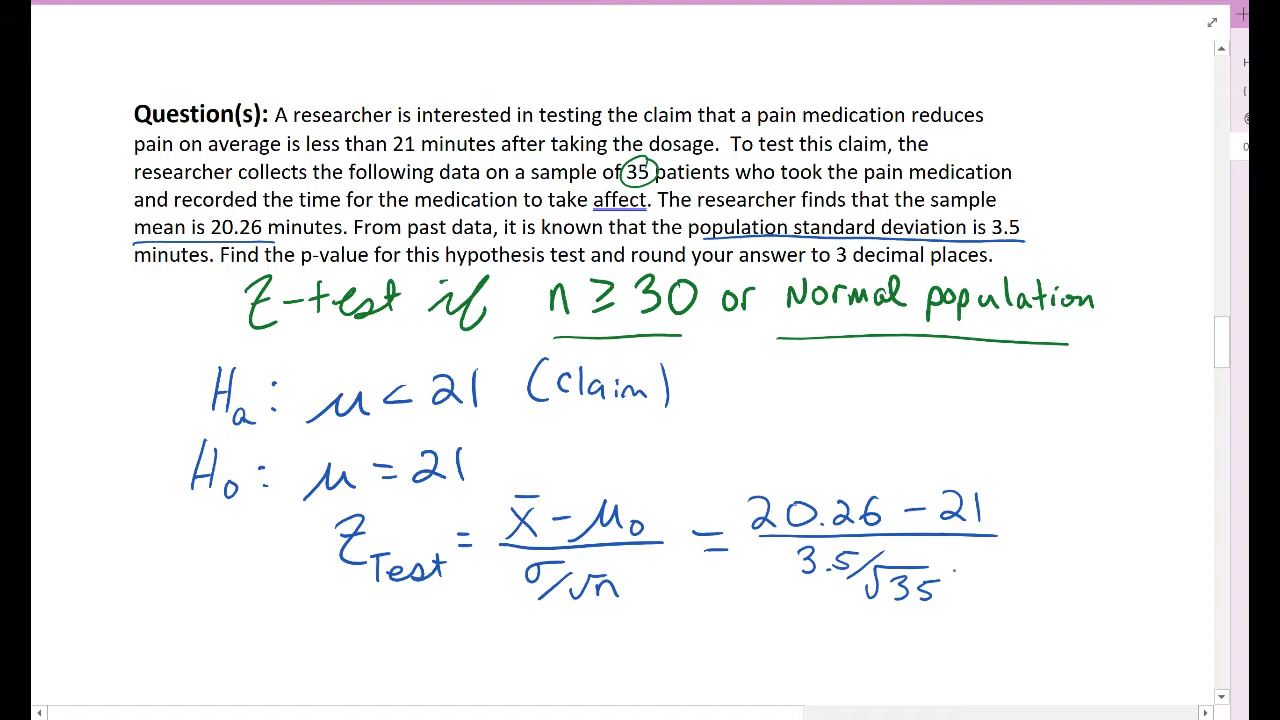 Question(s): A researcher is interested in testing the claim that a pain medication reduces
pain on average is less than 21 minutes after taking the dosage. To test this claim, the
researcher collects the following data on a sample of 35 patients who took the pain medication
and recorded the time for the medication to take affect. The researcher finds that the sample
mean is 20.26 minutes. From past data, it is known that the population standard deviation is 3.5
minutes. Find the p-value for this hypothesis test and round your answer to 3 decimal places.
Z-test if n ≥ 30 or Normal population
Ha: μ < 21 (claim)
H0: μ = 21
Z Test = (x̄ − μ0)/(σ/√n) = (20.26 − 21)/(3.5/√35)